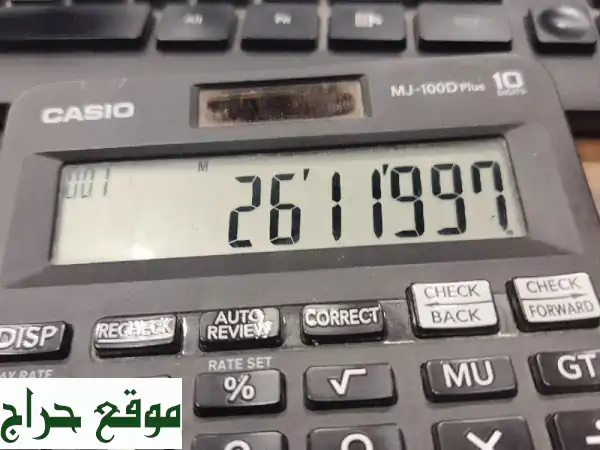 CASIO
MJ-100D Plus 10 DIGITS
001 M
26'11'997.
DISP RECHECK AUTO REVIEW CORRECT CHECK BACK CHECK FORWARD
RATE SET
% √ MU GT
موقع حراج